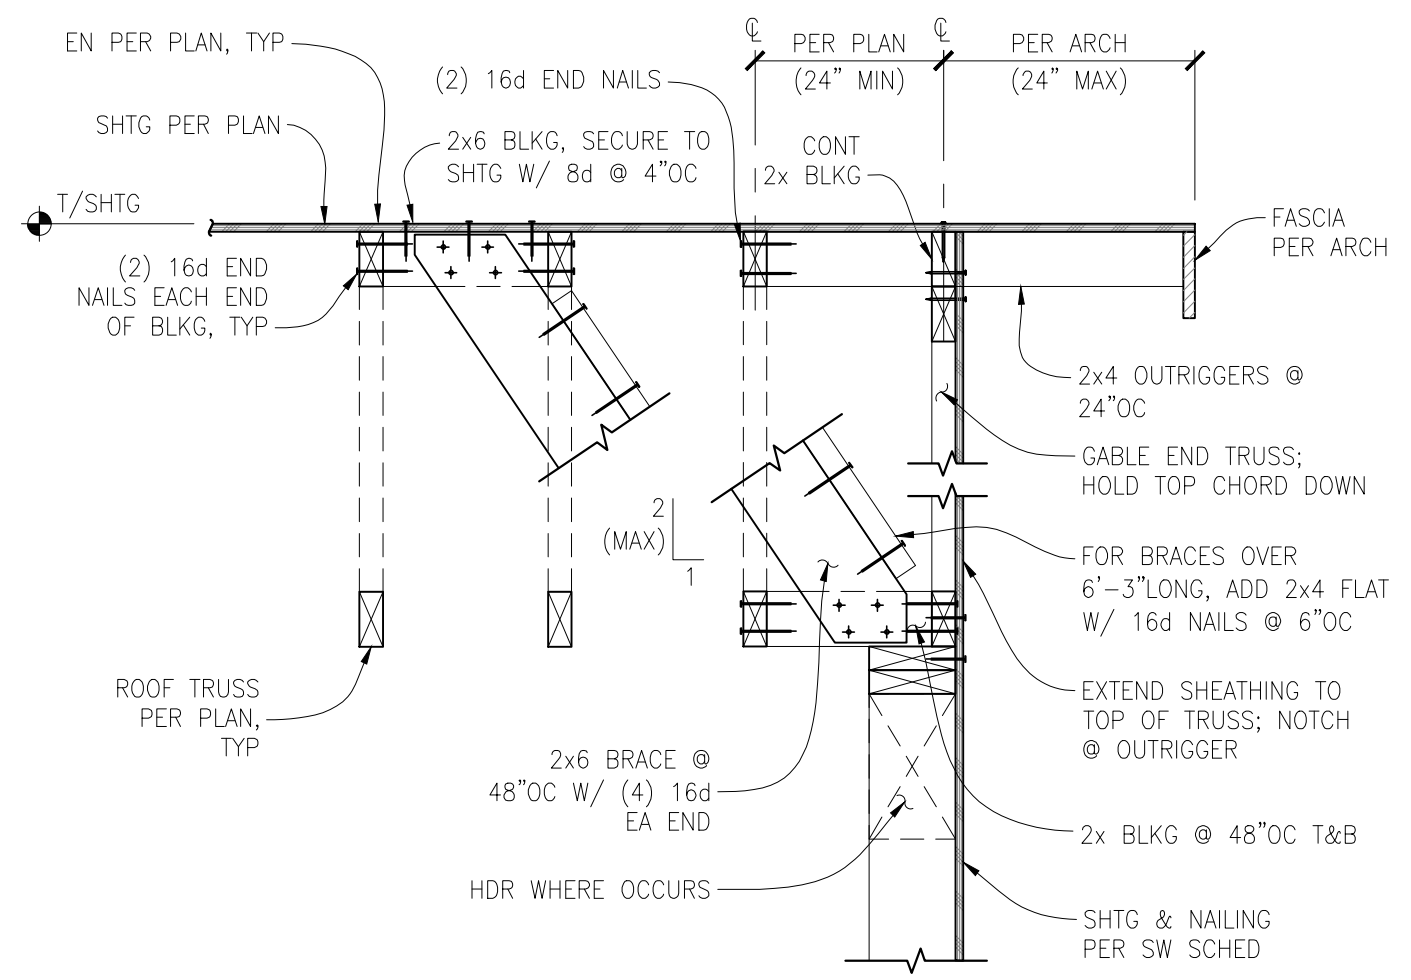 EN PER PLAN, TYP
SHTG PER PLAN
T/SHTG
(2) 16d END
NAILS EACH END
OF BLKG, TYP
(2) 16d END NAILS
2x6 BLKG, SECURE TO
SHTG W/ 8d @ 4"OC
℄
PER PLAN
(24" MIN)
℄
PER ARCH
(24" MAX)
CONT
2x BLKG
FASCIA
PER ARCH
2x4 OUTRIGGERS @
24"OC
GABLE END TRUSS;
HOLD TOP CHORD DOWN
2
(MAX)
1
FOR BRACES OVER
6'-3"LONG, ADD 2x4 FLAT
W/ 16d NAILS @ 6"OC
EXTEND SHEATHING TO
TOP OF TRUSS; NOTCH
@ OUTRIGGER
ROOF TRUSS
PER PLAN,
TYP
2x6 BRACE @
48"OC W/ (4) 16d
EA END
2x BLKG @ 48"OC T&B
HDR WHERE OCCURS
SHTG & NAILING
PER SW SCHED